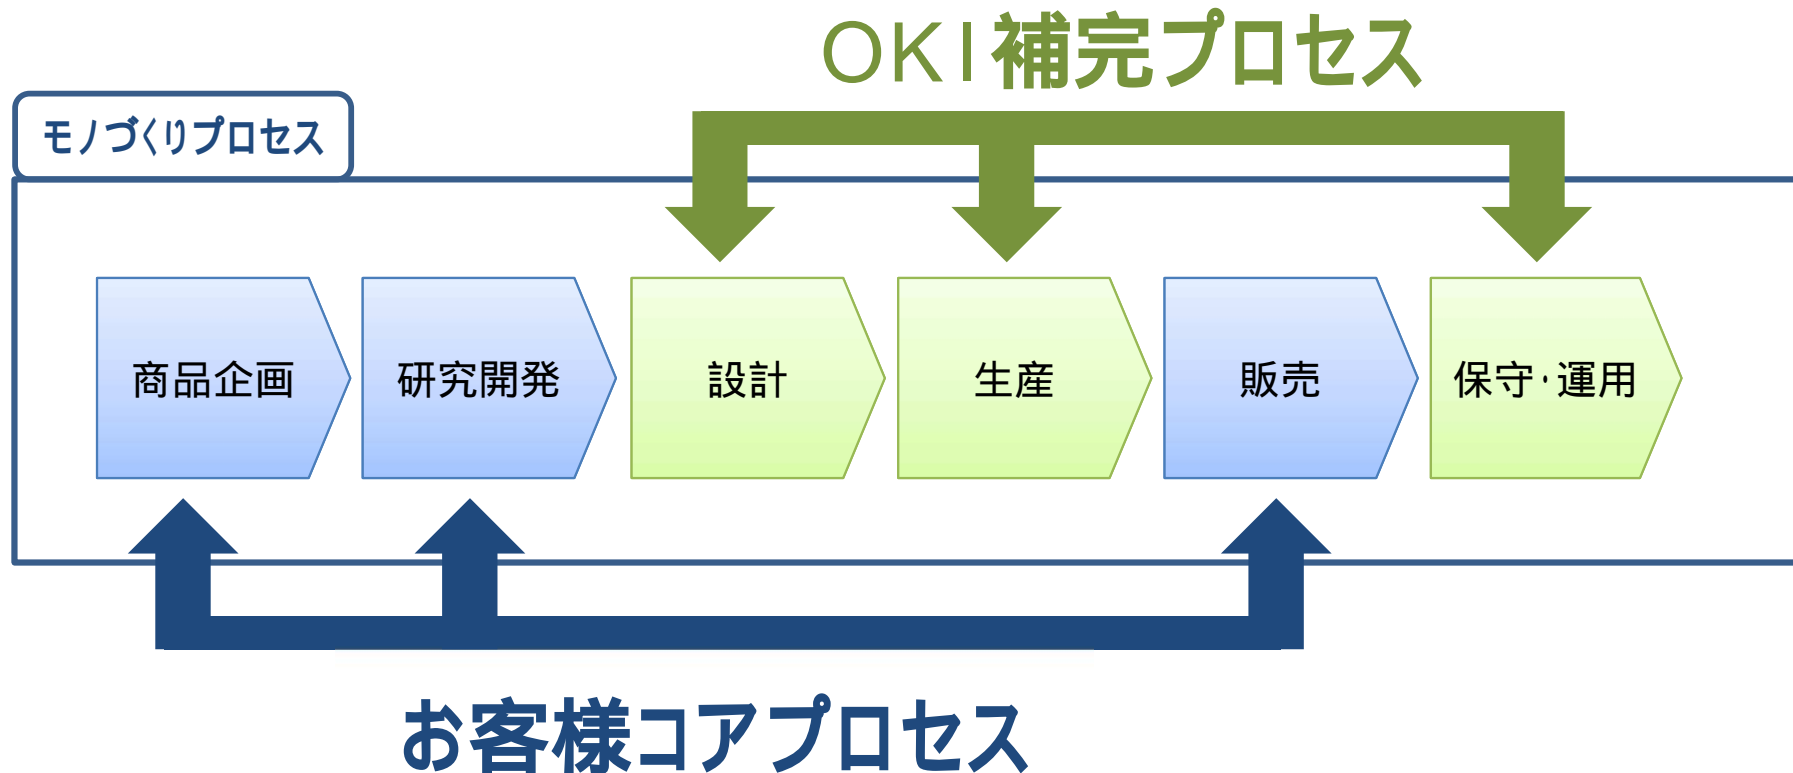 OKI補完プロセス
モノづくりプロセス
商品企画
研究開発
設計
生産
販売
保守・運用
お客様コアプロセス